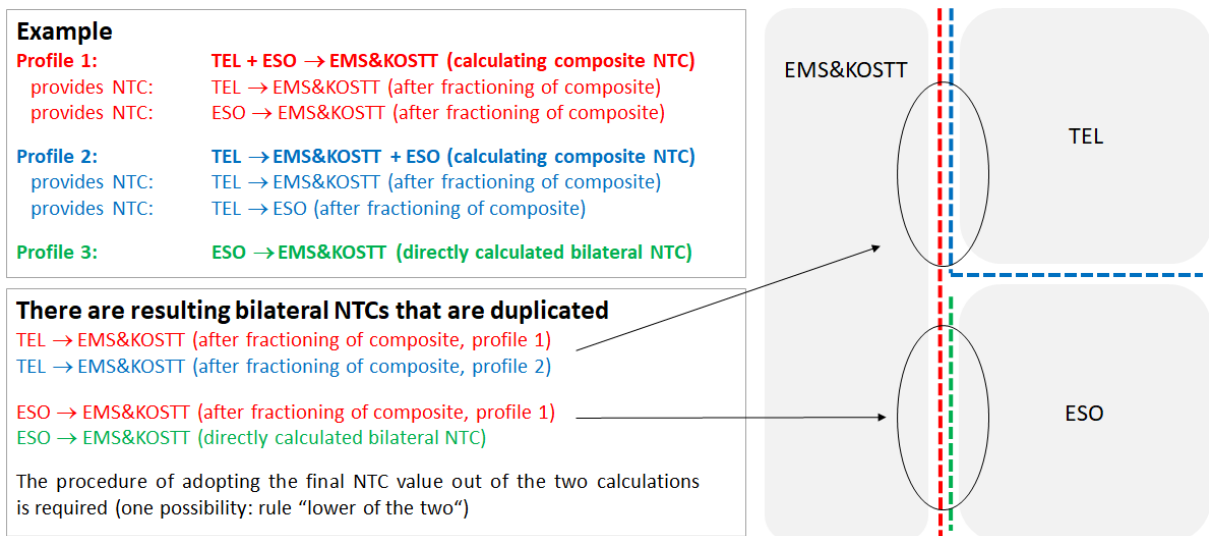 Example
Profile 1: TEL + ESO → EMS&KOSTT (calculating composite NTC)
provides NTC: TEL → EMS&KOSTT (after fractioning of composite)
provides NTC: ESO → EMS&KOSTT (after fractioning of composite)
Profile 2: TEL → EMS&KOSTT + ESO (calculating composite NTC)
provides NTC: TEL → EMS&KOSTT (after fractioning of composite)
provides NTC: TEL → ESO (after fractioning of composite)
Profile 3: ESO → EMS&KOSTT (directly calculated bilateral NTC)
There are resulting bilateral NTCs that are duplicated
TEL → EMS&KOSTT (after fractioning of composite, profile 1)
TEL → EMS&KOSTT (after fractioning of composite, profile 2)
ESO → EMS&KOSTT (after fractioning of composite, profile 1)
ESO → EMS&KOSTT (directly calculated bilateral NTC)
The procedure of adopting the final NTC value out of the two calculations
is required (one possibility: rule “lower of the two“)
EMS&KOSTT
TEL
ESO